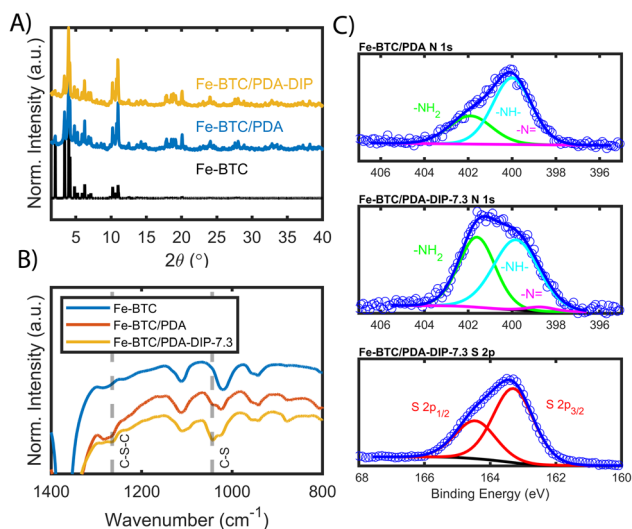 A)
Norm. Intensity (a.u.)
Fe-BTC/PDA-DIP
Fe-BTC/PDA
Fe-BTC
5 10 15 20 25 30 35 40
2θ (°)
B)
Norm. Intensity (a.u.)
Fe-BTC
Fe-BTC/PDA
Fe-BTC/PDA-DIP-7.3
C-S-C
C-S
1400 1200 1000 800
Wavenumber (cm⁻¹)
C)
Fe-BTC/PDA N 1s
-NH₂
-NH-
-N=
406 404 402 400 398 396
Fe-BTC/PDA-DIP-7.3 N 1s
-NH₂
-NH-
-N=
406 404 402 400 398 396
Fe-BTC/PDA-DIP-7.3 S 2p
S 2p₁/₂
S 2p₃/₂
68 166 164 162 160
Binding Energy (eV)